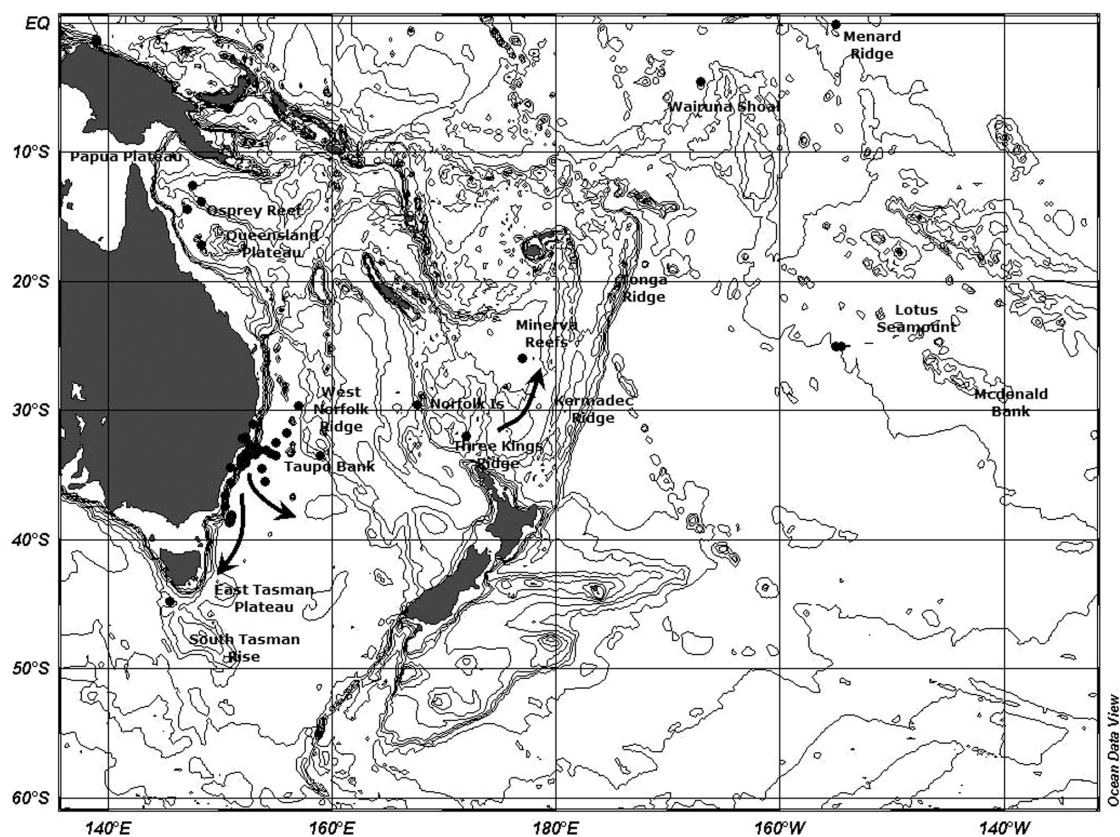 EQ
Menard
Ridge
Wairuna Shoal
10°S
Papua Plateau
Osprey Reef
Queensland
Plateau
20°S
Tonga
Ridge
Minerva
Reefs
Lotus
Seamount
West
Norfolk
Ridge
30°S
Norfolk Is
Kermadec
Ridge
Mcdonald
Bank
Three Kings
Ridge
Taupo Bank
40°S
East Tasman
Plateau
South Tasman
Rise
50°S
60°S
140°E
160°E
180°E
160°W
140°W
Ocean Data View